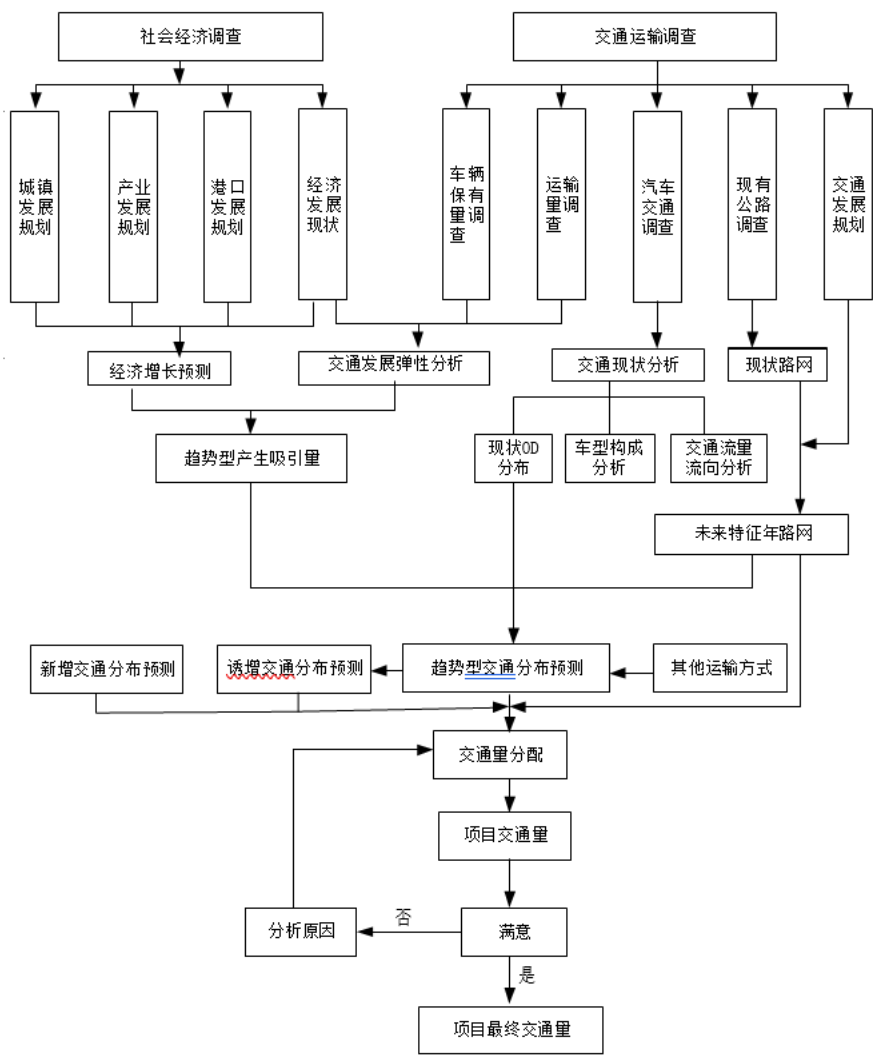 社会经济调查
交通运输调查
城镇
发展
规划
产业
发展
规划
港口
发展
规划
经济
发展
现状
车辆
保有
量调
查
运输
量调
查
汽车
交通
调查
现有
公路
调查
交通
发展
规划
经济增长预测
交通发展弹性分析
交通现状分析
现状路网
趋势型产生吸引量
现状OD
分布
车型构成
分析
交通流量
流向分析
未来特征年路网
新增交通分布预测
诱增交通分布预测
趋势型交通分布预测
其他运输方式
交通量分配
项目交通量
分析原因
否
满意
是
项目最终交通量